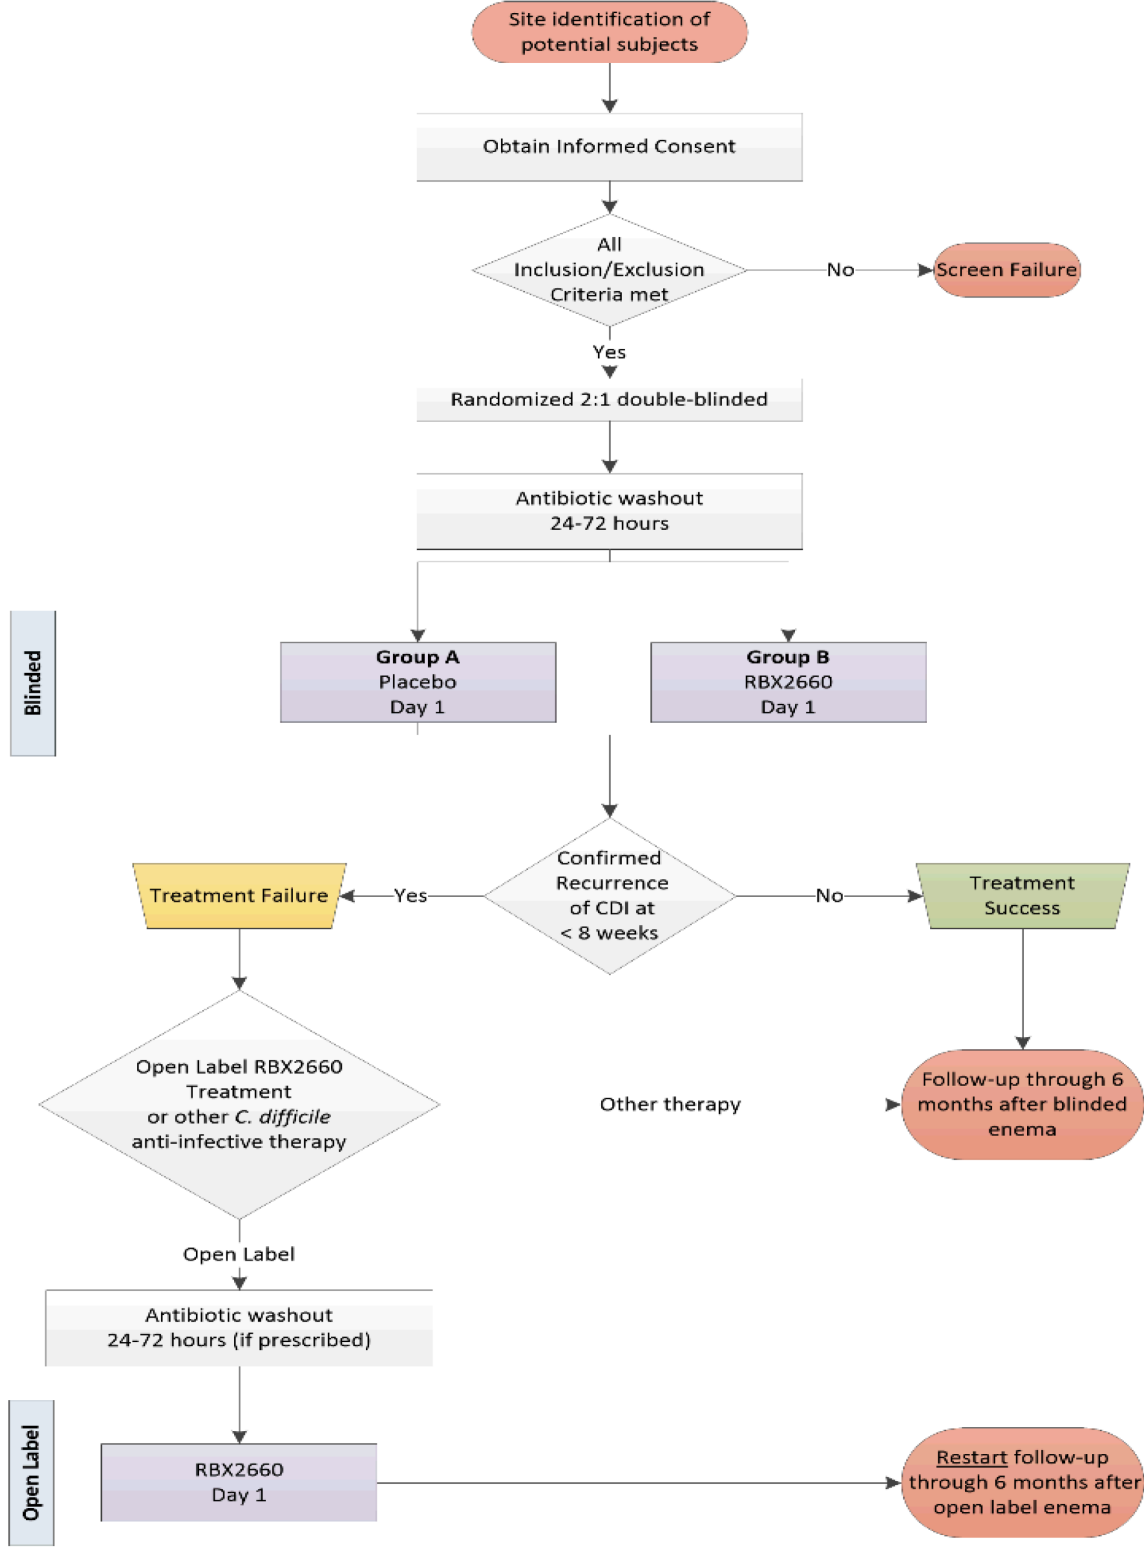 Site identification of
potential subjects
Obtain Informed Consent
All
Inclusion/Exclusion
Criteria met
No
Screen Failure
Yes
Randomized 2:1 double-blinded
Antibiotic washout
24-72 hours
Blinded
Group A
Placebo
Day 1
Group B
RBX2660
Day 1
Treatment Failure
Yes
Confirmed
Recurrence
of CDI at
< 8 weeks
No
Treatment
Success
Open Label RBX2660
Treatment
or other C. difficile
anti-infective therapy
Other therapy
Follow-up through 6
months after blinded
enema
Open Label
Antibiotic washout
24-72 hours (if prescribed)
Open Label
RBX2660
Day 1
Restart follow-up
through 6 months after
open label enema